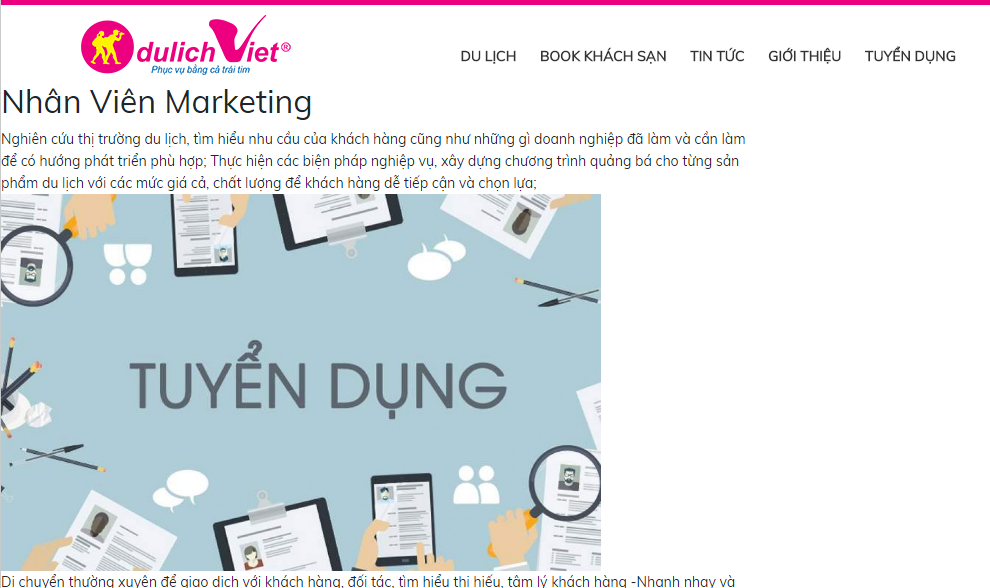 dulich Việt®
Phục vụ bằng cả trái tim
DU LỊCH BOOK KHÁCH SẠN TIN TỨC GIỚI THIỆU TUYỂN DỤNG
Nhân Viên Marketing
Nghiên cứu thị trường du lịch, tìm hiểu nhu cầu của khách hàng cũng như những gì doanh nghiệp đã làm và cần làm
để có hướng phát triển phù hợp; Thực hiện các biện pháp nghiệp vụ, xây dựng chương trình quảng bá cho từng sản
phẩm du lịch với các mức giá cả, chất lượng để khách hàng dễ tiếp cận và chọn lựa;
TUYỂN DỤNG
Di chuyển thường xuyên để giao dịch với khách hàng, đối tác, tìm hiểu thị hiếu, tâm lý khách hàng -Nhanh nhạy và